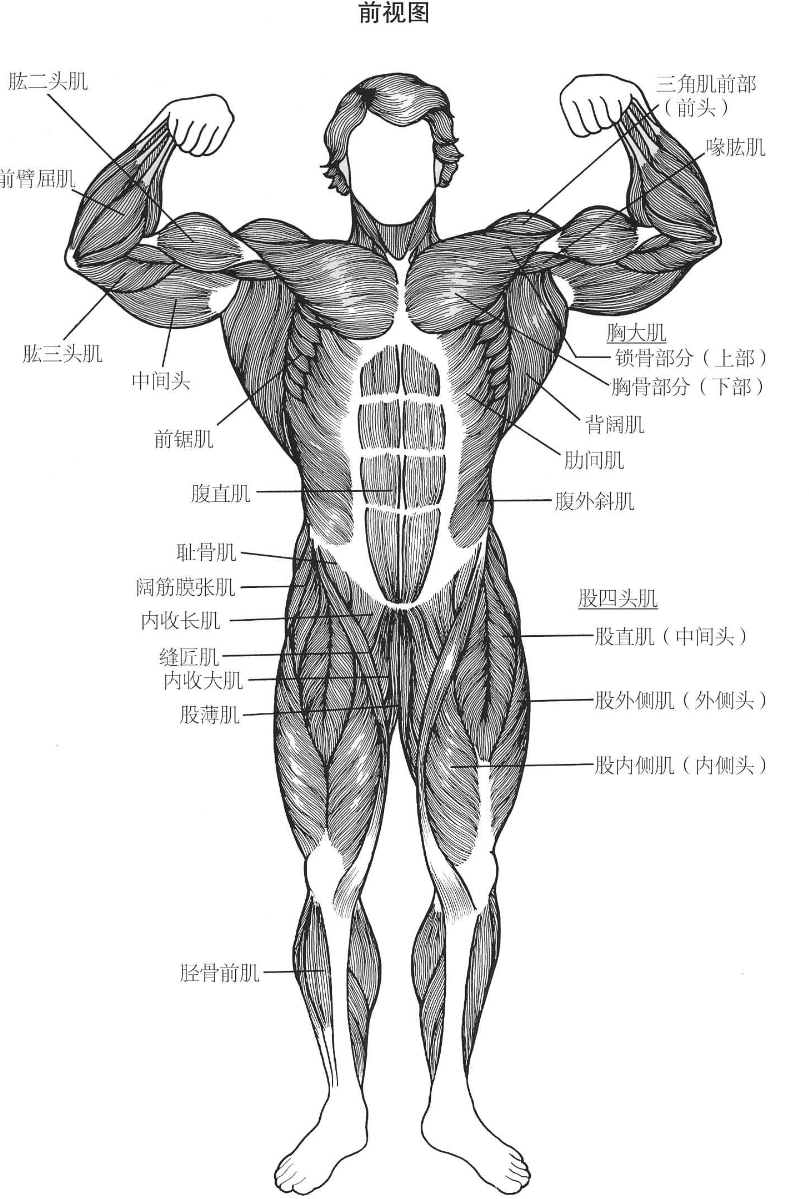 前视图
肱二头肌
三角肌前部
（前头）
喙肱肌
前臂屈肌
胸大肌
锁骨部分（上部）
胸骨部分（下部）
肱三头肌
中间头
背阔肌
前锯肌
肋间肌
腹直肌
腹外斜肌
耻骨肌
阔筋膜张肌
股四头肌
内收长肌
股直肌（中间头）
缝匠肌
内收大肌
股外侧肌（外侧头）
股薄肌
股内侧肌（内侧头）
胫骨前肌